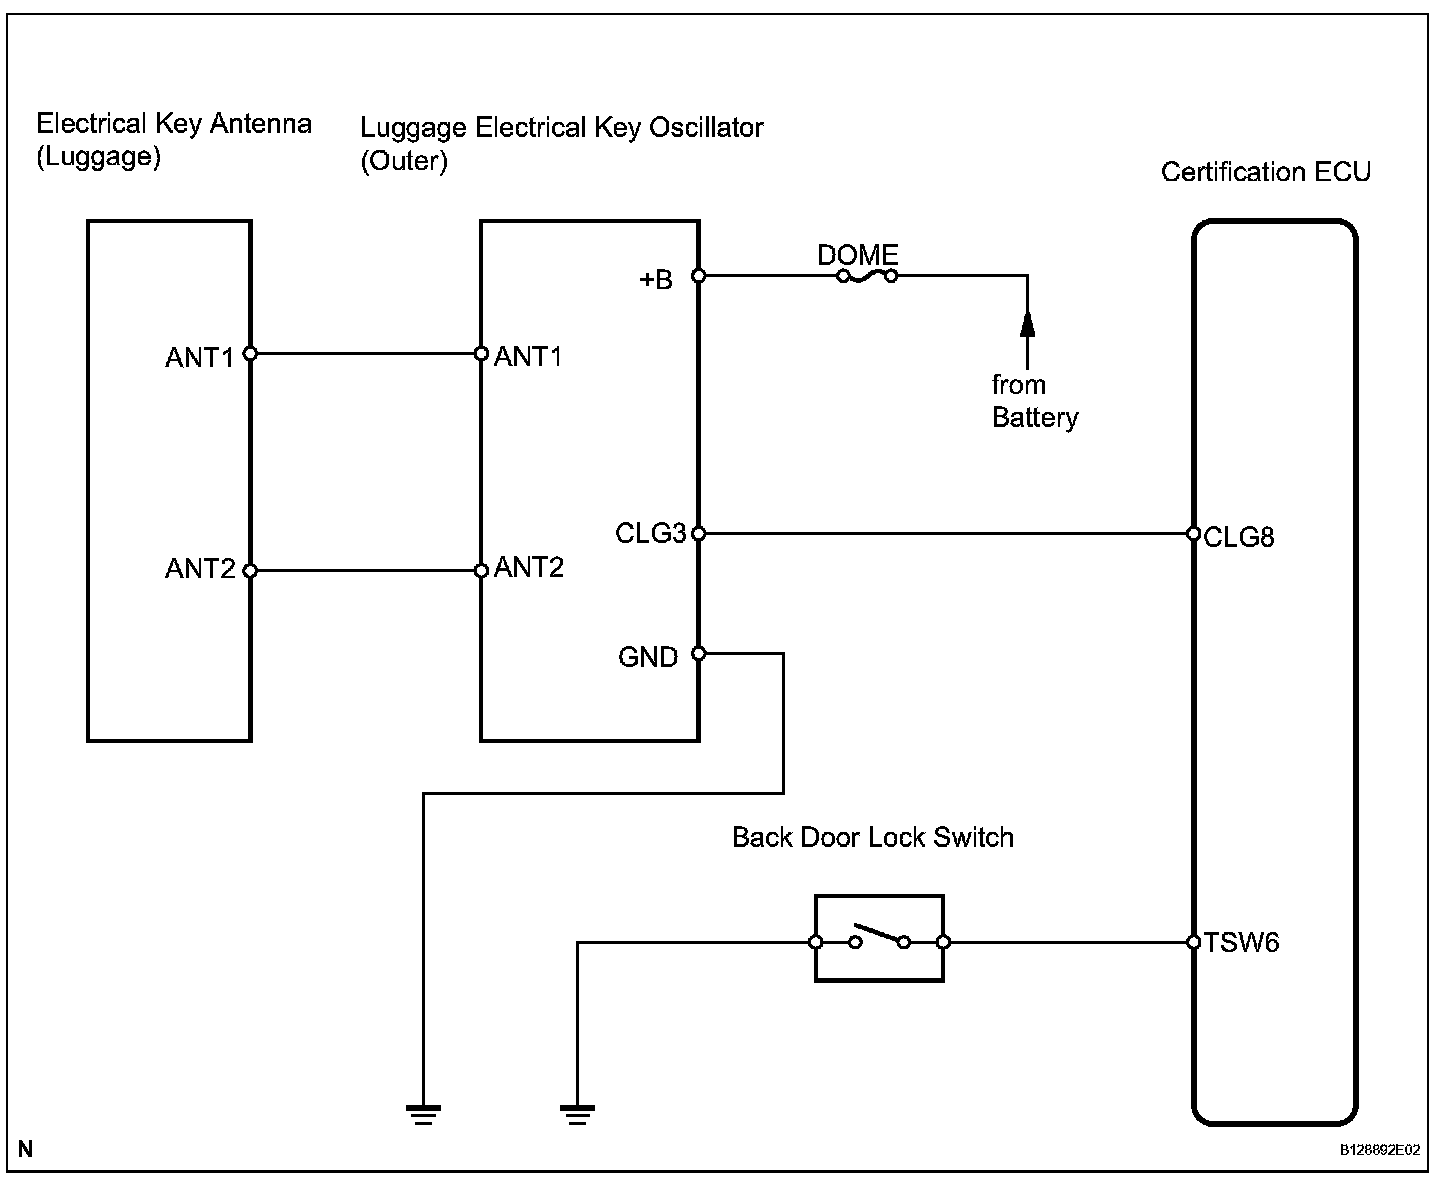 Electrical Key Antenna
(Luggage)
Luggage Electrical Key Oscillator
(Outer)
Certification ECU
DOME
+B
ANT1
ANT1
from
Battery
CLG3
CLG8
ANT2
ANT2
GND
Back Door Lock Switch
TSW6
N
B128892E02